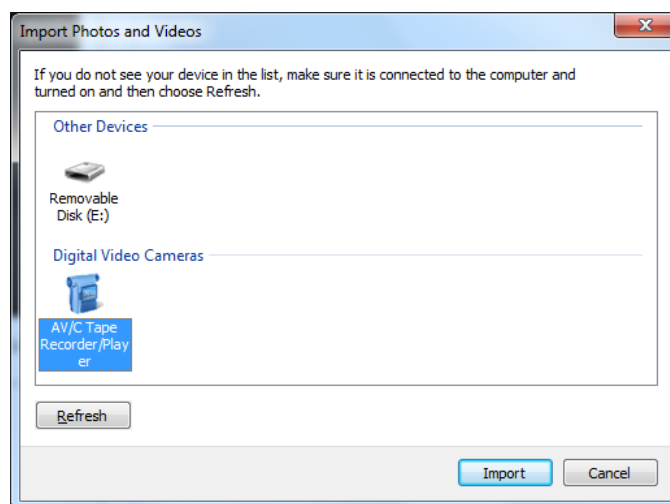 Import Photos and Videos
If you do not see your device in the list, make sure it is connected to the computer and
turned on and then choose Refresh.
Other Devices
Removable
Disk (E:)
Digital Video Cameras
AV/C Tape
Recorder/Play
er
Refresh
Import
Cancel